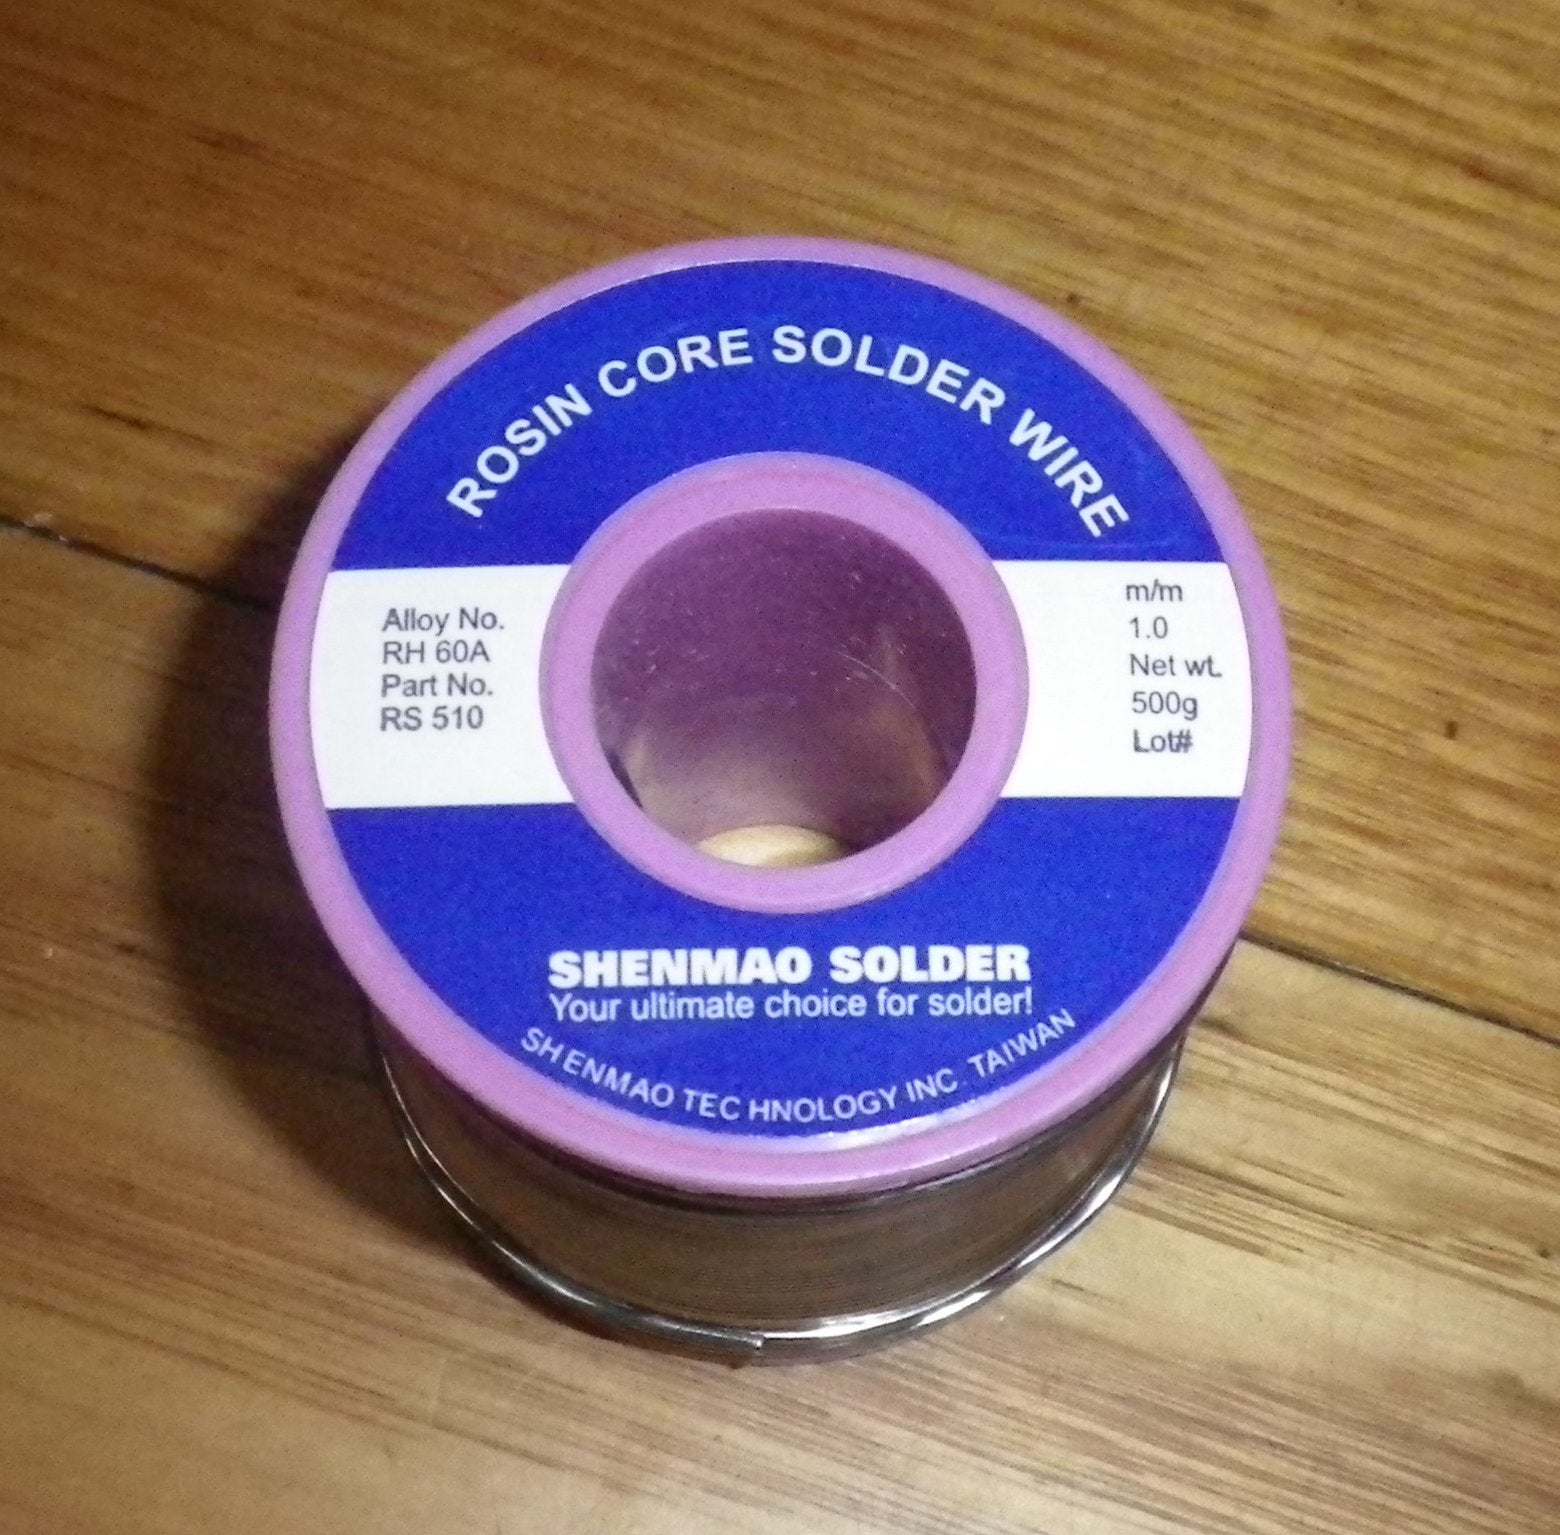 ROSIN CORE SOLDER WIRE
Alloy No.
RH 60A
Part No.
RS 510
m/m
1.0
Net wt.
500g
Lot#
SHENMAO SOLDER
Your ultimate choice for solder!
SHENMAO TECHNOLOGY INC. TAIWAN